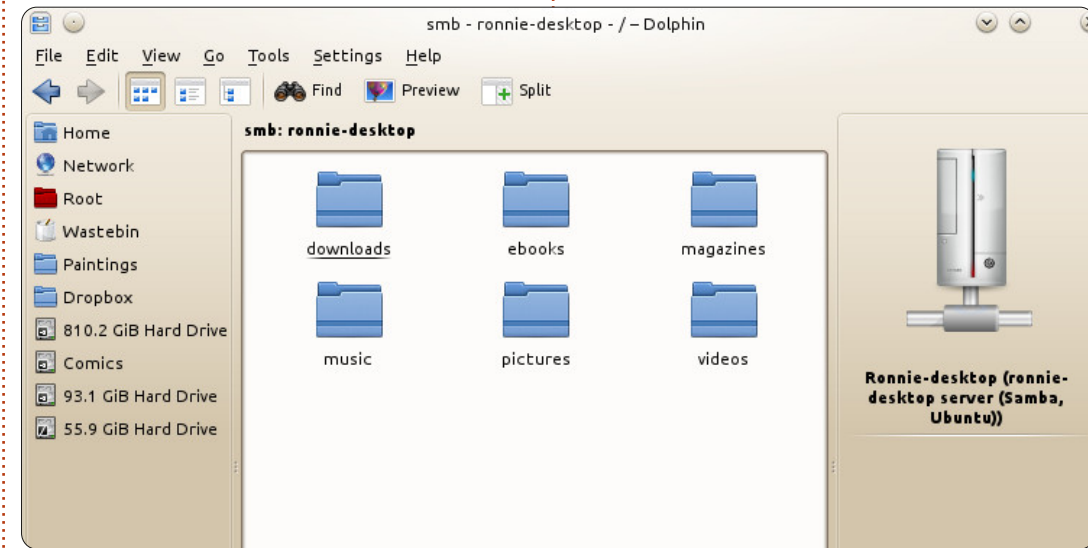 smb - ronnie-desktop - / – Dolphin
File Edit View Go Tools Settings Help
Find Preview Split
Home
Network
Root
Wastebin
Paintings
Dropbox
810.2 GiB Hard Drive
Comics
93.1 GiB Hard Drive
55.9 GiB Hard Drive
smb: ronnie-desktop
downloads ebooks magazines
music pictures videos
Ronnie-desktop (ronnie-
desktop server (Samba,
Ubuntu))